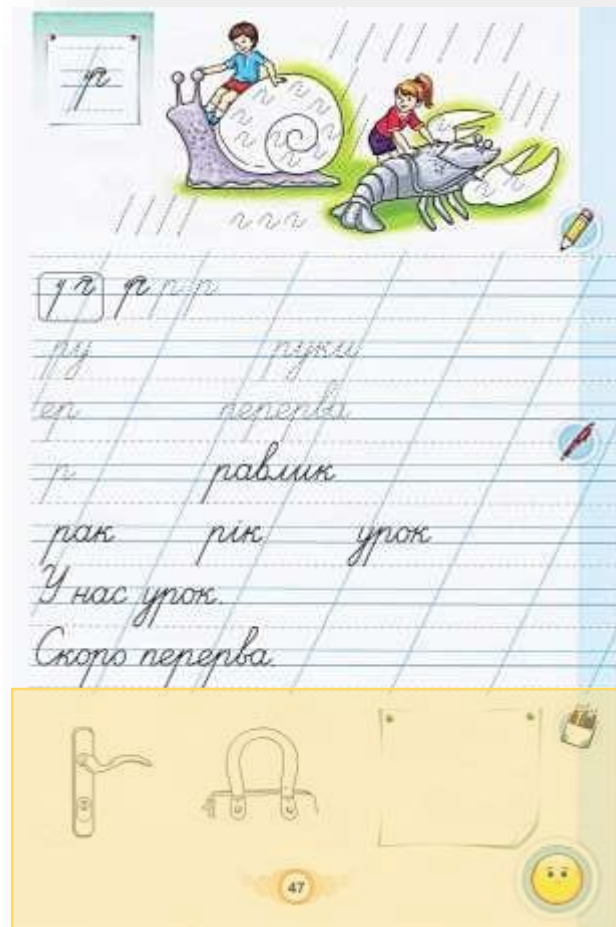 р
р р р р
ру руки
ер перерва
р равлик
рак рік урок
У нас урок.
Скоро перерва.
47